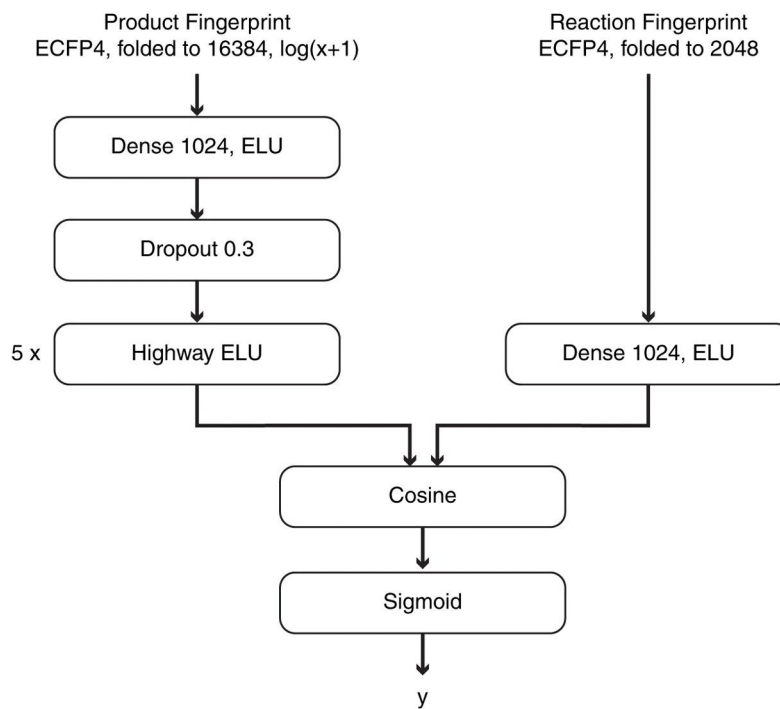 Product Fingerprint
ECFP4, folded to 16384, log(x+1)
Reaction Fingerprint
ECFP4, folded to 2048
Dense 1024, ELU
Dropout 0.3
5 x
Highway ELU
Dense 1024, ELU
Cosine
Sigmoid
y